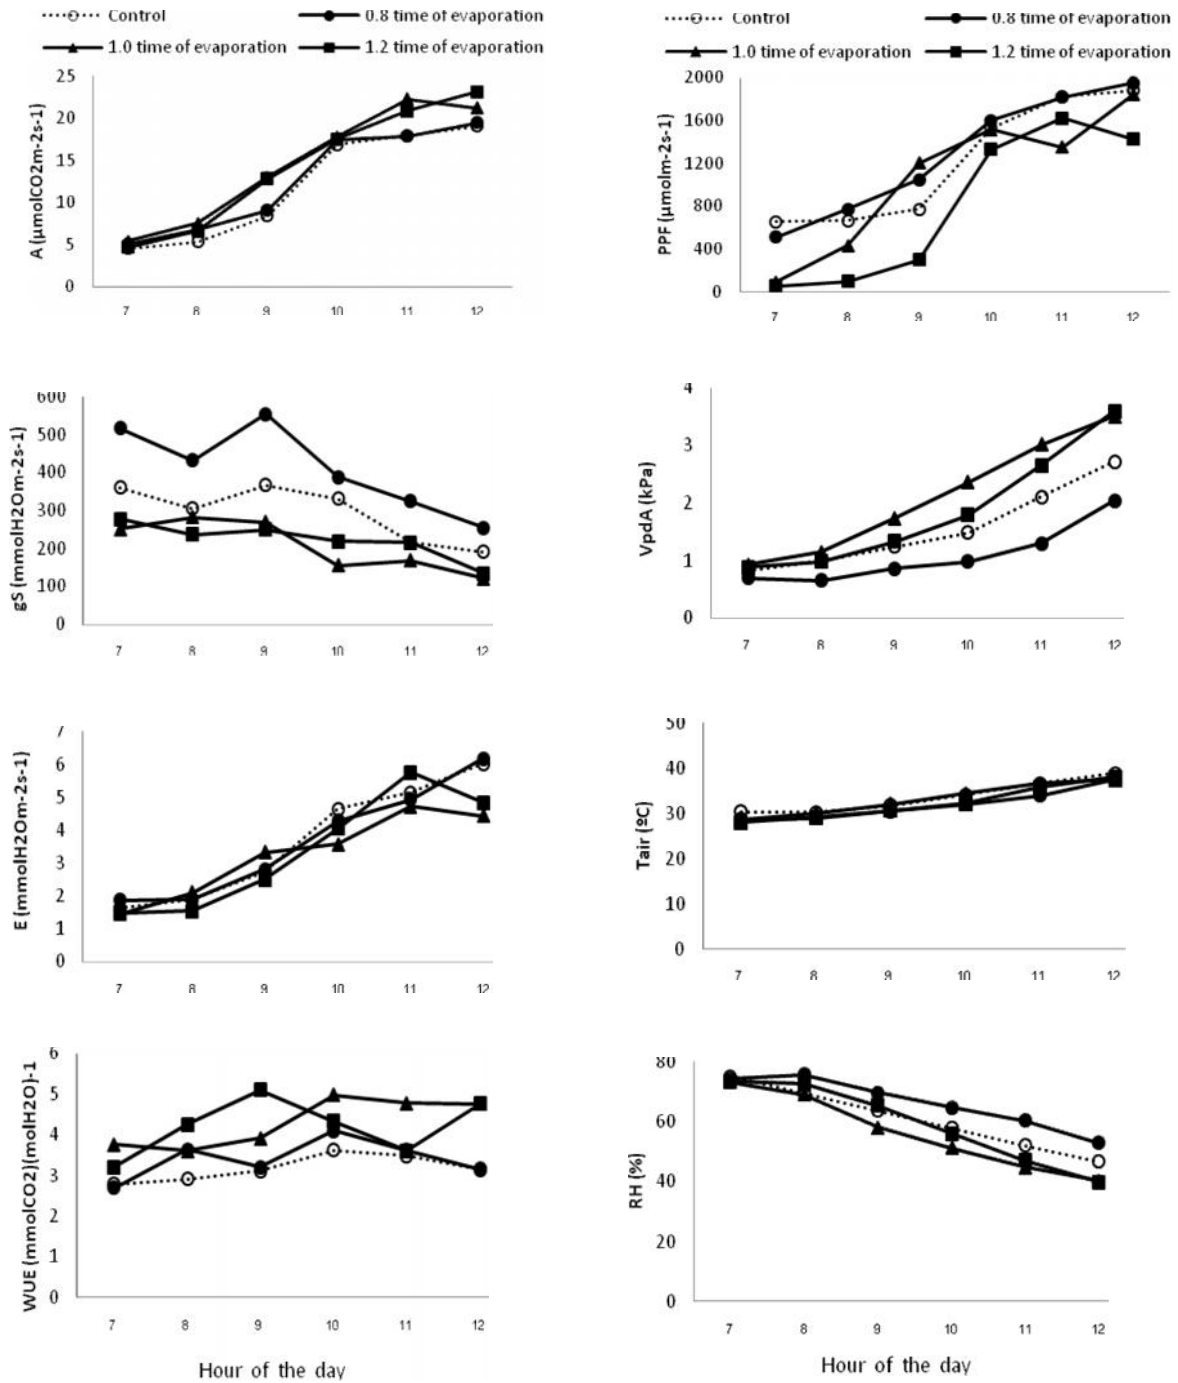 Control 0.8 time of evaporation
1.0 time of evaporation 1.2 time of evaporation
A (µmolCO2m-2s-1)
25
20
15
10
5
0
7 8 9 10 11 12
Control 0.8 time of evaporation
1.0 time of evaporation 1.2 time of evaporation
PPF (µmolm-2s-1)
2000
1600
1200
800
400
0
7 8 9 10 11 12
gS (mmolH2Om-2s-1)
600
500
400
300
200
100
0
7 8 9 10 11 12
VpdA (kPa)
4
3
2
1
0
7 8 9 10 11 12
E (mmolH2Om-2s-1)
7
6
5
4
3
2
1
0
7 8 9 10 11 12
Tair (ºC)
50
40
30
20
10
0
7 8 9 10 11 12
WUE (mmolCO2)(molH2O)-1
6
5
4
3
2
1
0
7 8 9 10 11 12
Hour of the day
RH (%)
80
60
40
20
0
7 8 9 10 11 12
Hour of the day